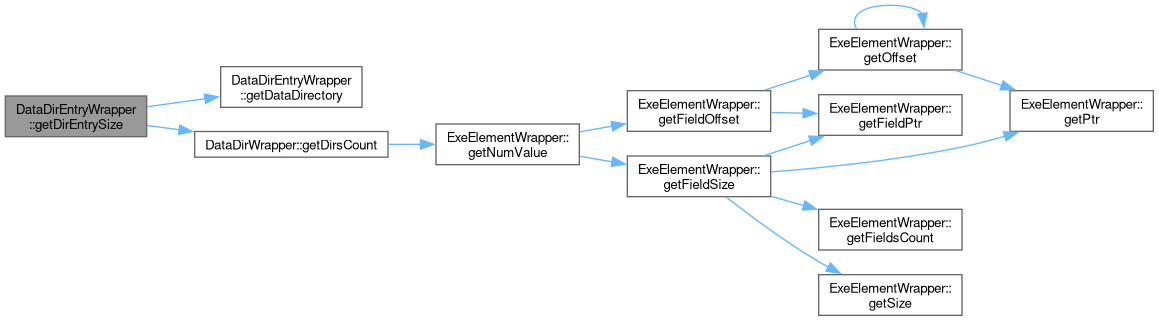 DataDirEntryWrapper
::getDirEntrySize
DataDirEntryWrapper
::getDataDirectory
DataDirWrapper::getDirsCount
ExeElementWrapper::
getNumValue
ExeElementWrapper::
getFieldOffset
ExeElementWrapper::
getFieldSize
ExeElementWrapper::
getOffset
ExeElementWrapper::
getFieldPtr
ExeElementWrapper::
getFieldsCount
ExeElementWrapper::
getSize
ExeElementWrapper::
getPtr